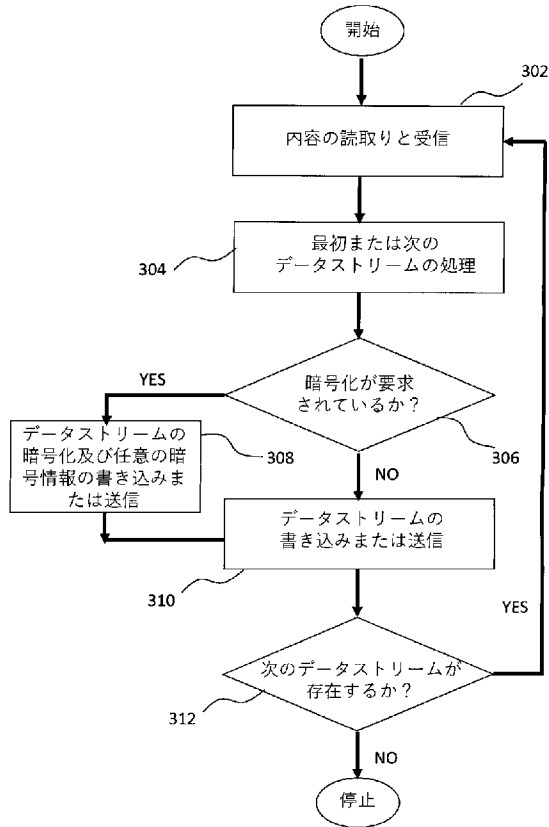 開始
302
内容の読取りと受信
最初または次の
データストリームの処理
304
YES
暗号化が要求
されているか？
306
データストリームの
暗号化及び任意の暗
号情報の書き込みま
たは送信
308
NO
データストリームの
書き込みまたは送信
310
YES
次のデータストリームが
存在するか？
312
NO
停止